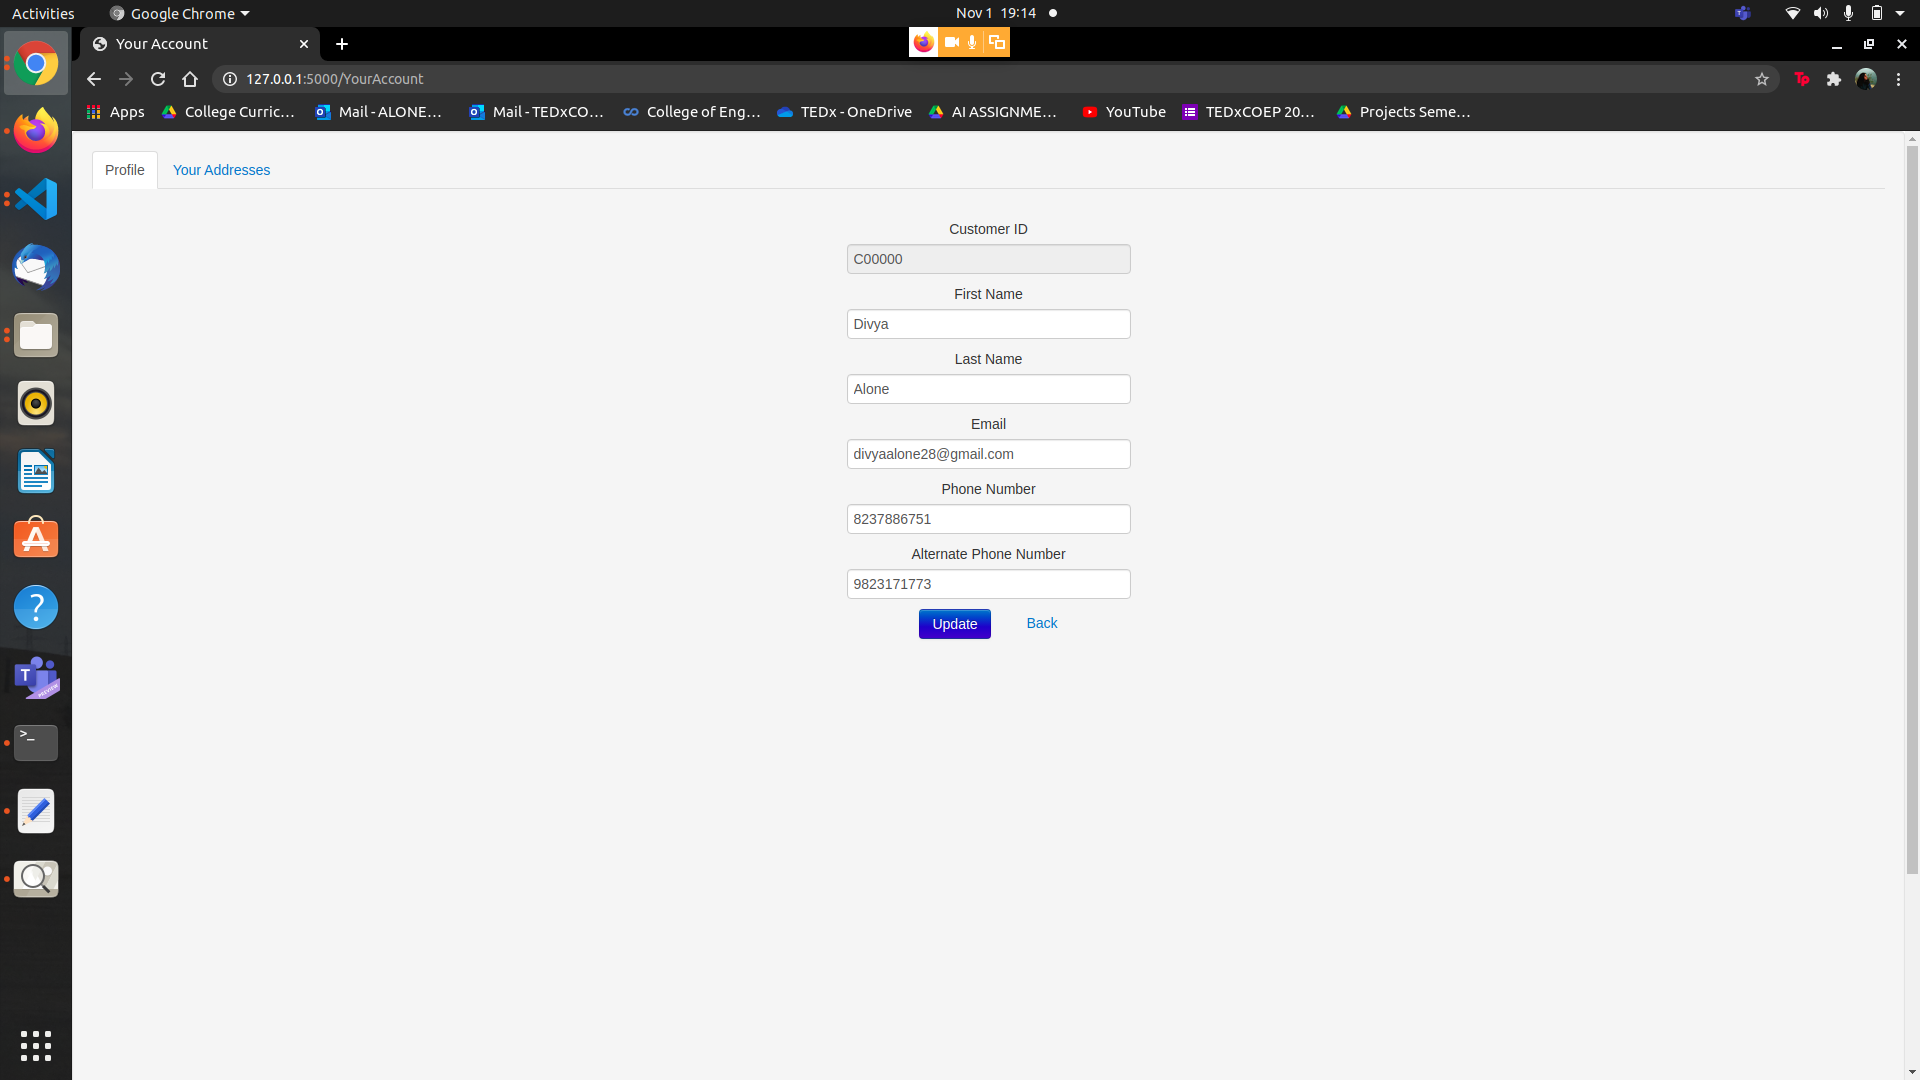 Activities
Google Chrome
Nov 1 19:14
Your Account
127.0.0.1:5000/YourAccount
Apps
College Curric...
Mail - ALONE...
Mail - TEDxCO...
College of Eng...
TEDx - OneDrive
AI ASSIGNME...
YouTube
TEDxCOEP 20...
Projects Seme...
Profile
Your Addresses
Customer ID
C00000
First Name
Divya
Last Name
Alone
Email
divyaalone28@gmail.com
Phone Number
8237886751
Alternate Phone Number
9823171773
Update
Back